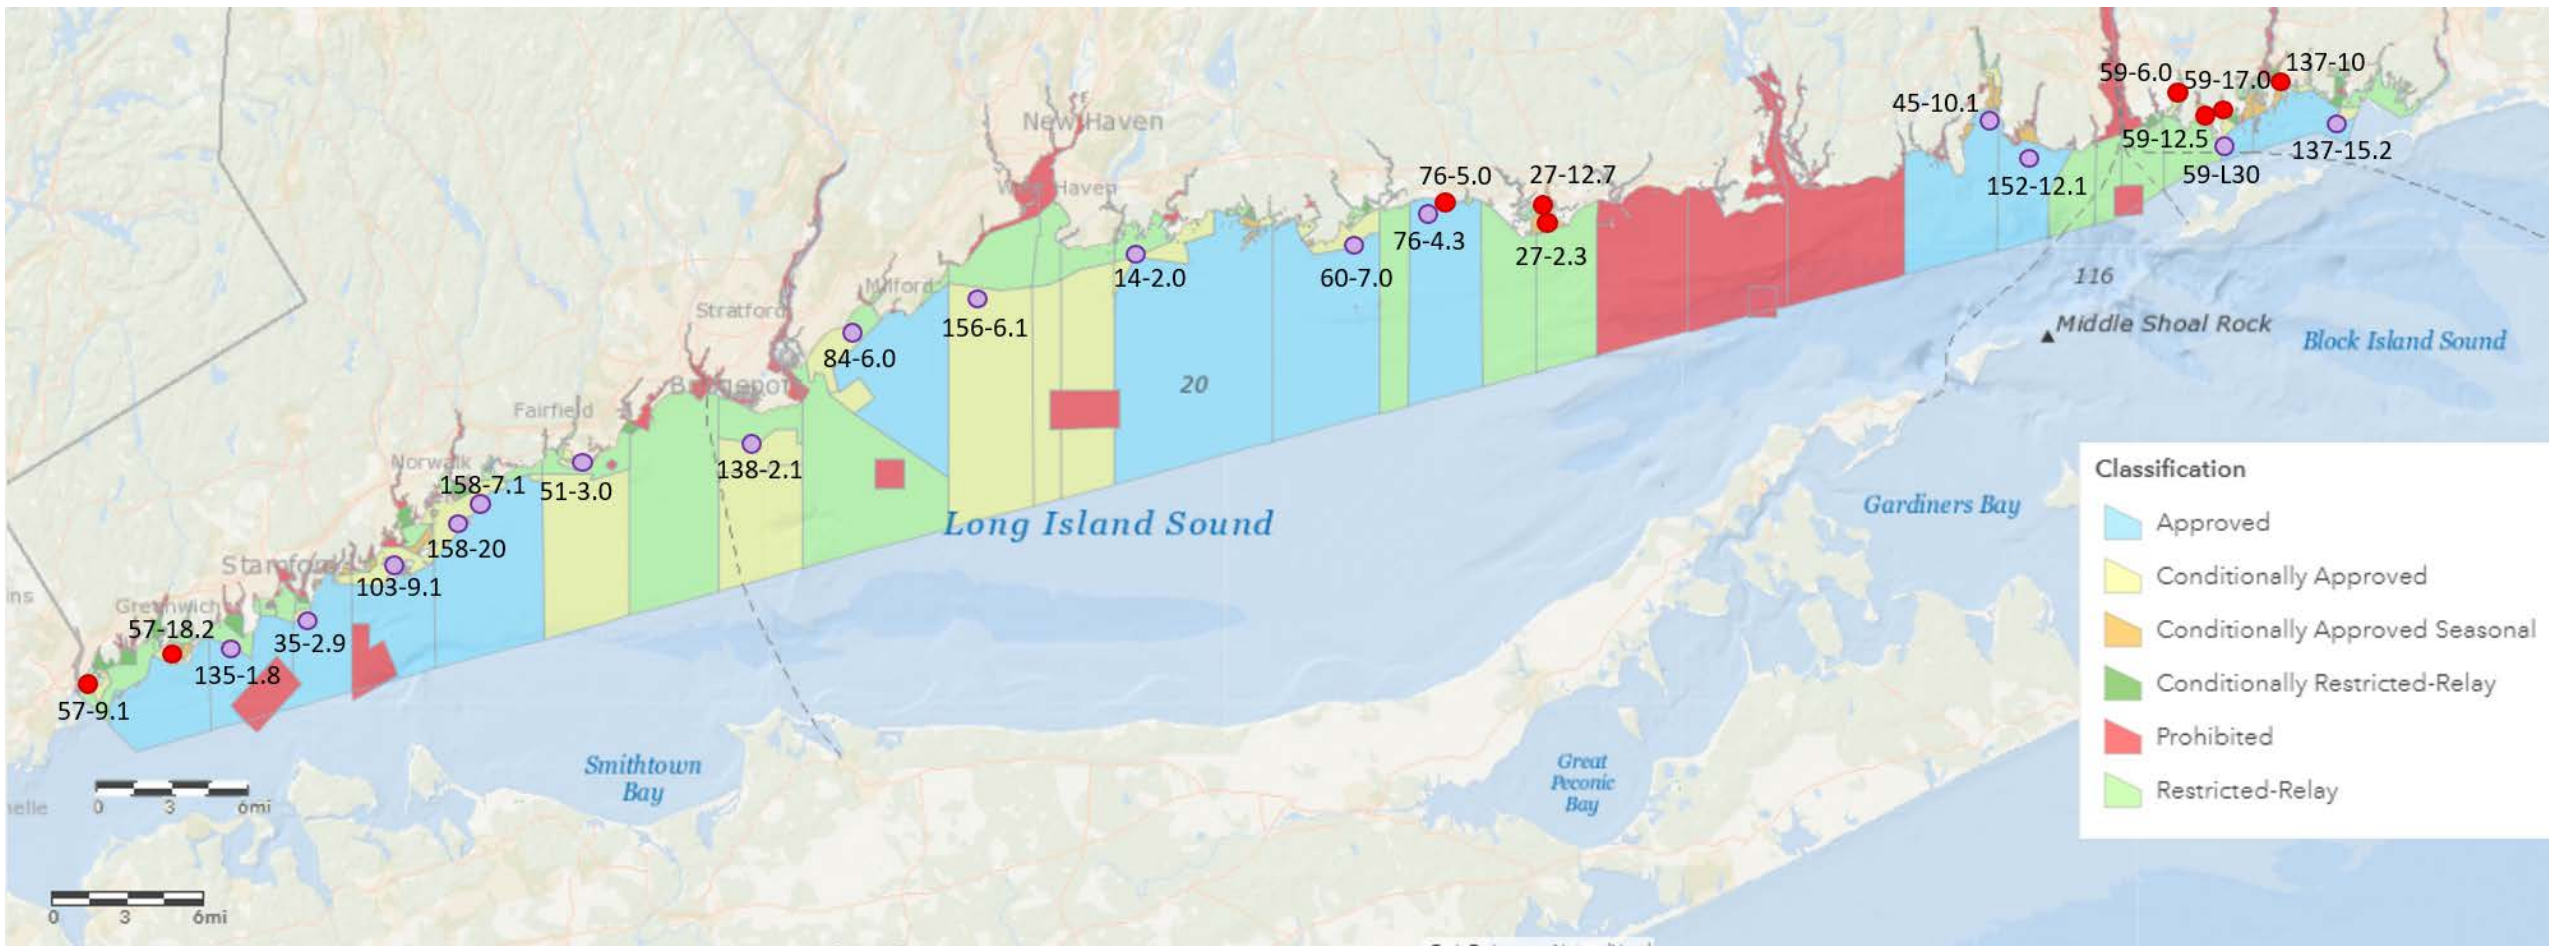 59-6.0
59-17.0
137-10
45-10.1
New Haven
59-12.5
137-15.2
76-5.0
27-12.7
59-L30
152-12.1
76-4.3
27-2.3
14-2.0
60-7.0
116
Milford
Stratford
156-6.1
Middle Shoal Rock
Block Island Sound
84-6.0
20
Fairfield
Norwalk
138-2.1
Classification
158-7.1
51-3.0
Long Island Sound
Gardiners Bay
Approved
158-20
Stamford
103-9.1
Conditionally Approved
Greenwich
57-18.2
35-2.9
Conditionally Approved Seasonal
135-1.8
57-9.1
Conditionally Restricted-Relay
Prohibited
Smithtown
Bay
Great
Peconic
Bay
Restricted-Relay
0 3 6mi
0 3 6mi